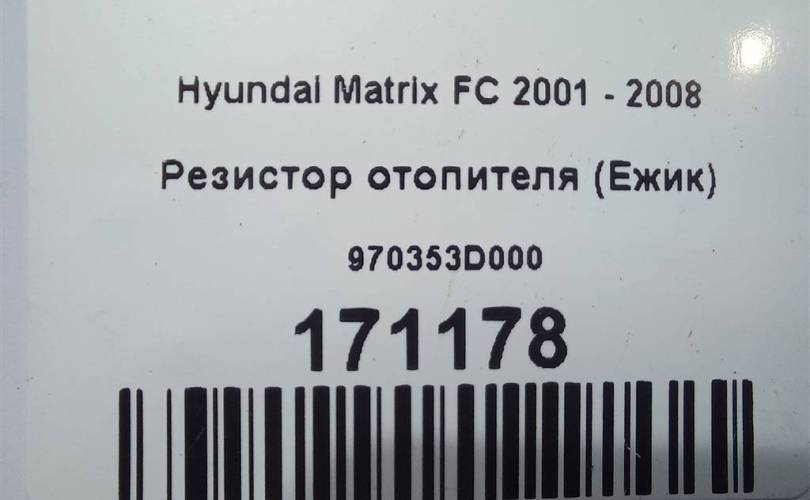 Hyundai Matrix FC 2001 - 2008
Резистор отопителя (Ежик)
970353D000
171178